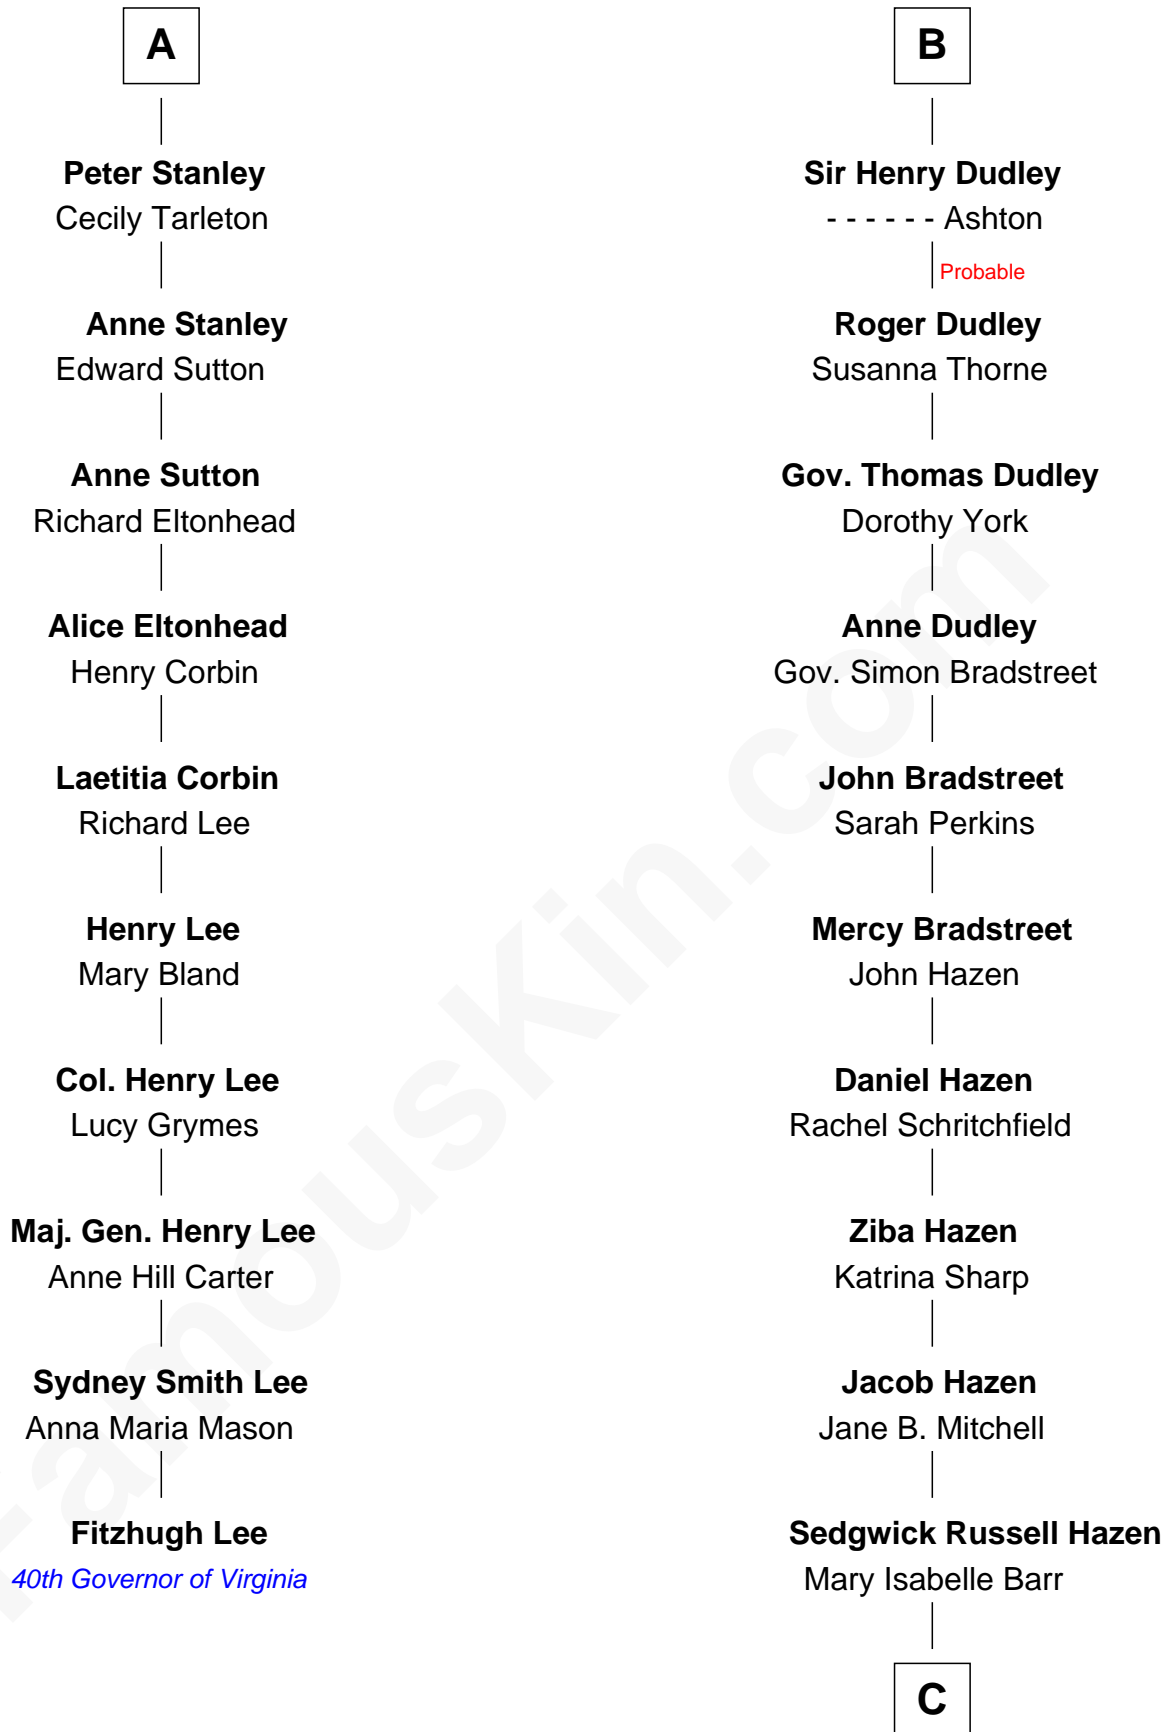 A
Peter Stanley
Cecily Tarleton
Anne Stanley
Edward Sutton
Anne Sutton
Richard Eltonhead
Alice Eltonhead
Henry Corbin
Laetitia Corbin
Richard Lee
Henry Lee
Mary Bland
Col. Henry Lee
Lucy Grymes
Maj. Gen. Henry Lee
Anne Hill Carter
Sydney Smith Lee
Anna Maria Mason
Fitzhugh Lee
40th Governor of Virginia
B
Sir Henry Dudley
- - - - - - Ashton
Probable
Roger Dudley
Susanna Thorne
Gov. Thomas Dudley
Dorothy York
Anne Dudley
Gov. Simon Bradstreet
John Bradstreet
Sarah Perkins
Mercy Bradstreet
John Hazen
Daniel Hazen
Rachel Schritchfield
Ziba Hazen
Katrina Sharp
Jacob Hazen
Jane B. Mitchell
Sedgwick Russell Hazen
Mary Isabelle Barr
C
FamousKin.com